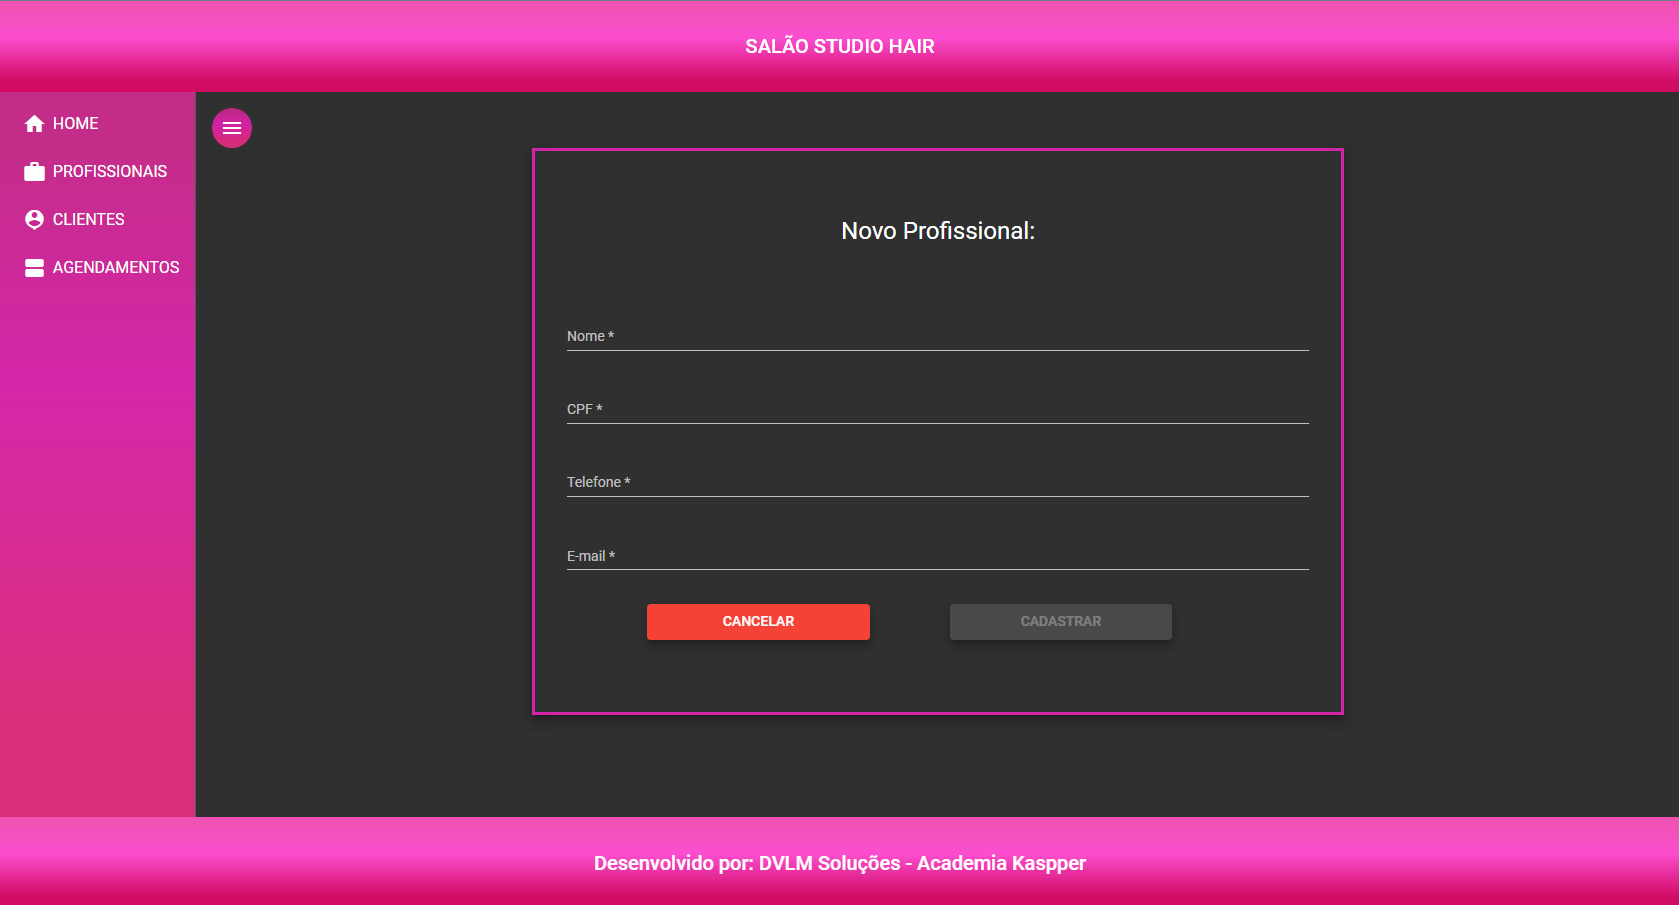 SALÃO STUDIO HAIR
HOME
PROFISSIONAIS
CLIENTES
AGENDAMENTOS
Novo Profissional:
Nome *
CPF *
Telefone *
E-mail *
CANCELAR
CADASTRAR
Desenvolvido por: DVLM Soluções - Academia Kaspper